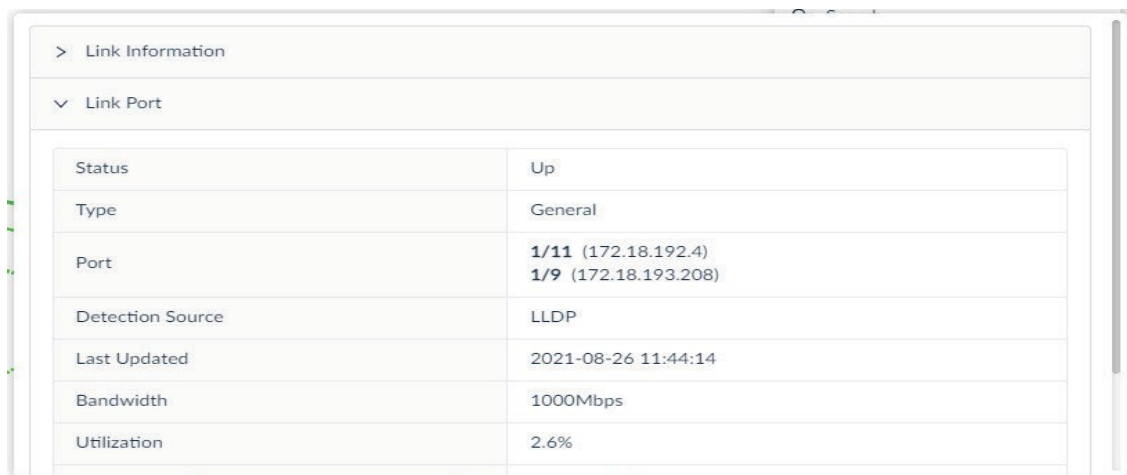 Link Information
Link Port
Status Up
Type General
Port 1/11 (172.18.192.4)
1/9 (172.18.193.208)
Detection Source LLDP
Last Updated 2021-08-26 11:44:14
Bandwidth 1000Mbps
Utilization 2.6%